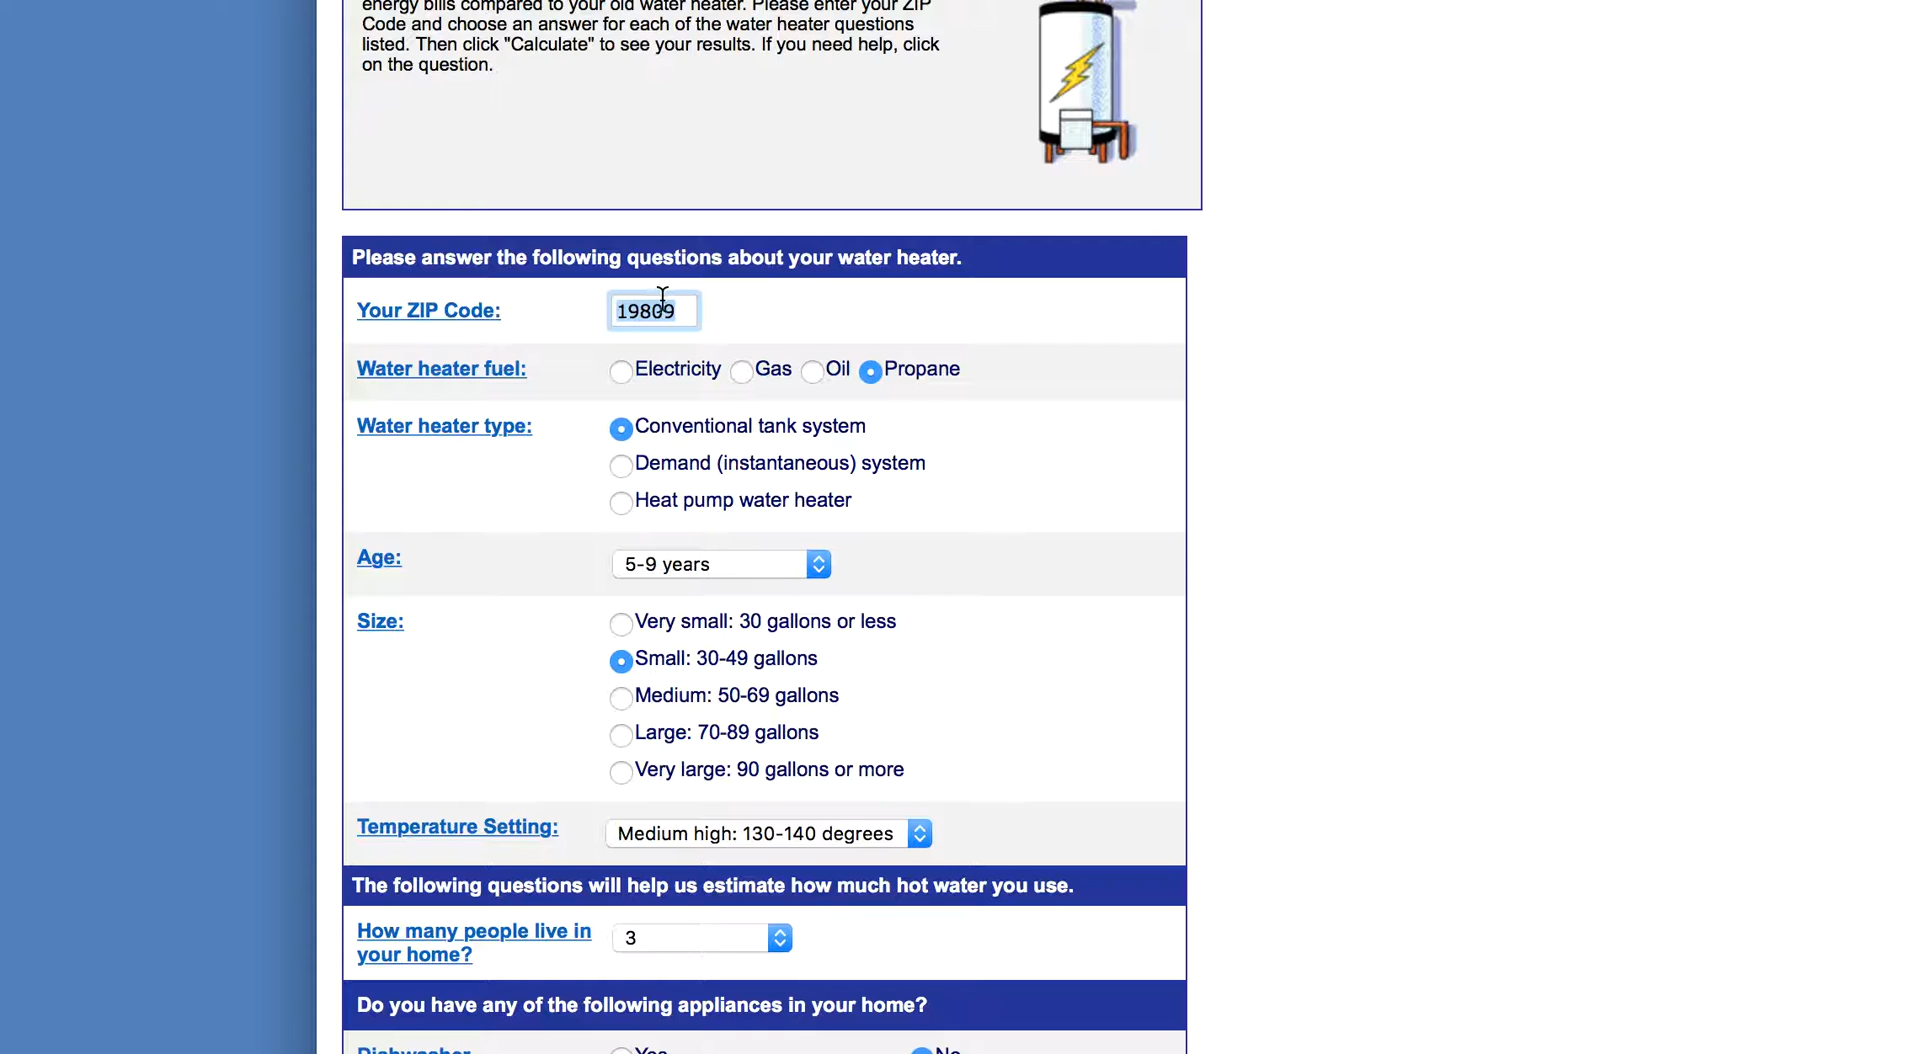 energy bills compared to your old water heater. Please enter your ZIP
Code and choose an answer for each of the water heater questions
listed. Then click "Calculate" to see your results. If you need help, click
on the question.
Please answer the following questions about your water heater.
Your ZIP Code: 19809
Water heater fuel: Electricity Gas Oil Propane
Water heater type: Conventional tank system
Demand (instantaneous) system
Heat pump water heater
Age: 5-9 years
Size: Very small: 30 gallons or less
Small: 30-49 gallons
Medium: 50-69 gallons
Large: 70-89 gallons
Very large: 90 gallons or more
Temperature Setting: Medium high: 130-140 degrees
The following questions will help us estimate how much hot water you use.
How many people live in 3
your home?
Do you have any of the following appliances in your home?
Dishwasher Yes No